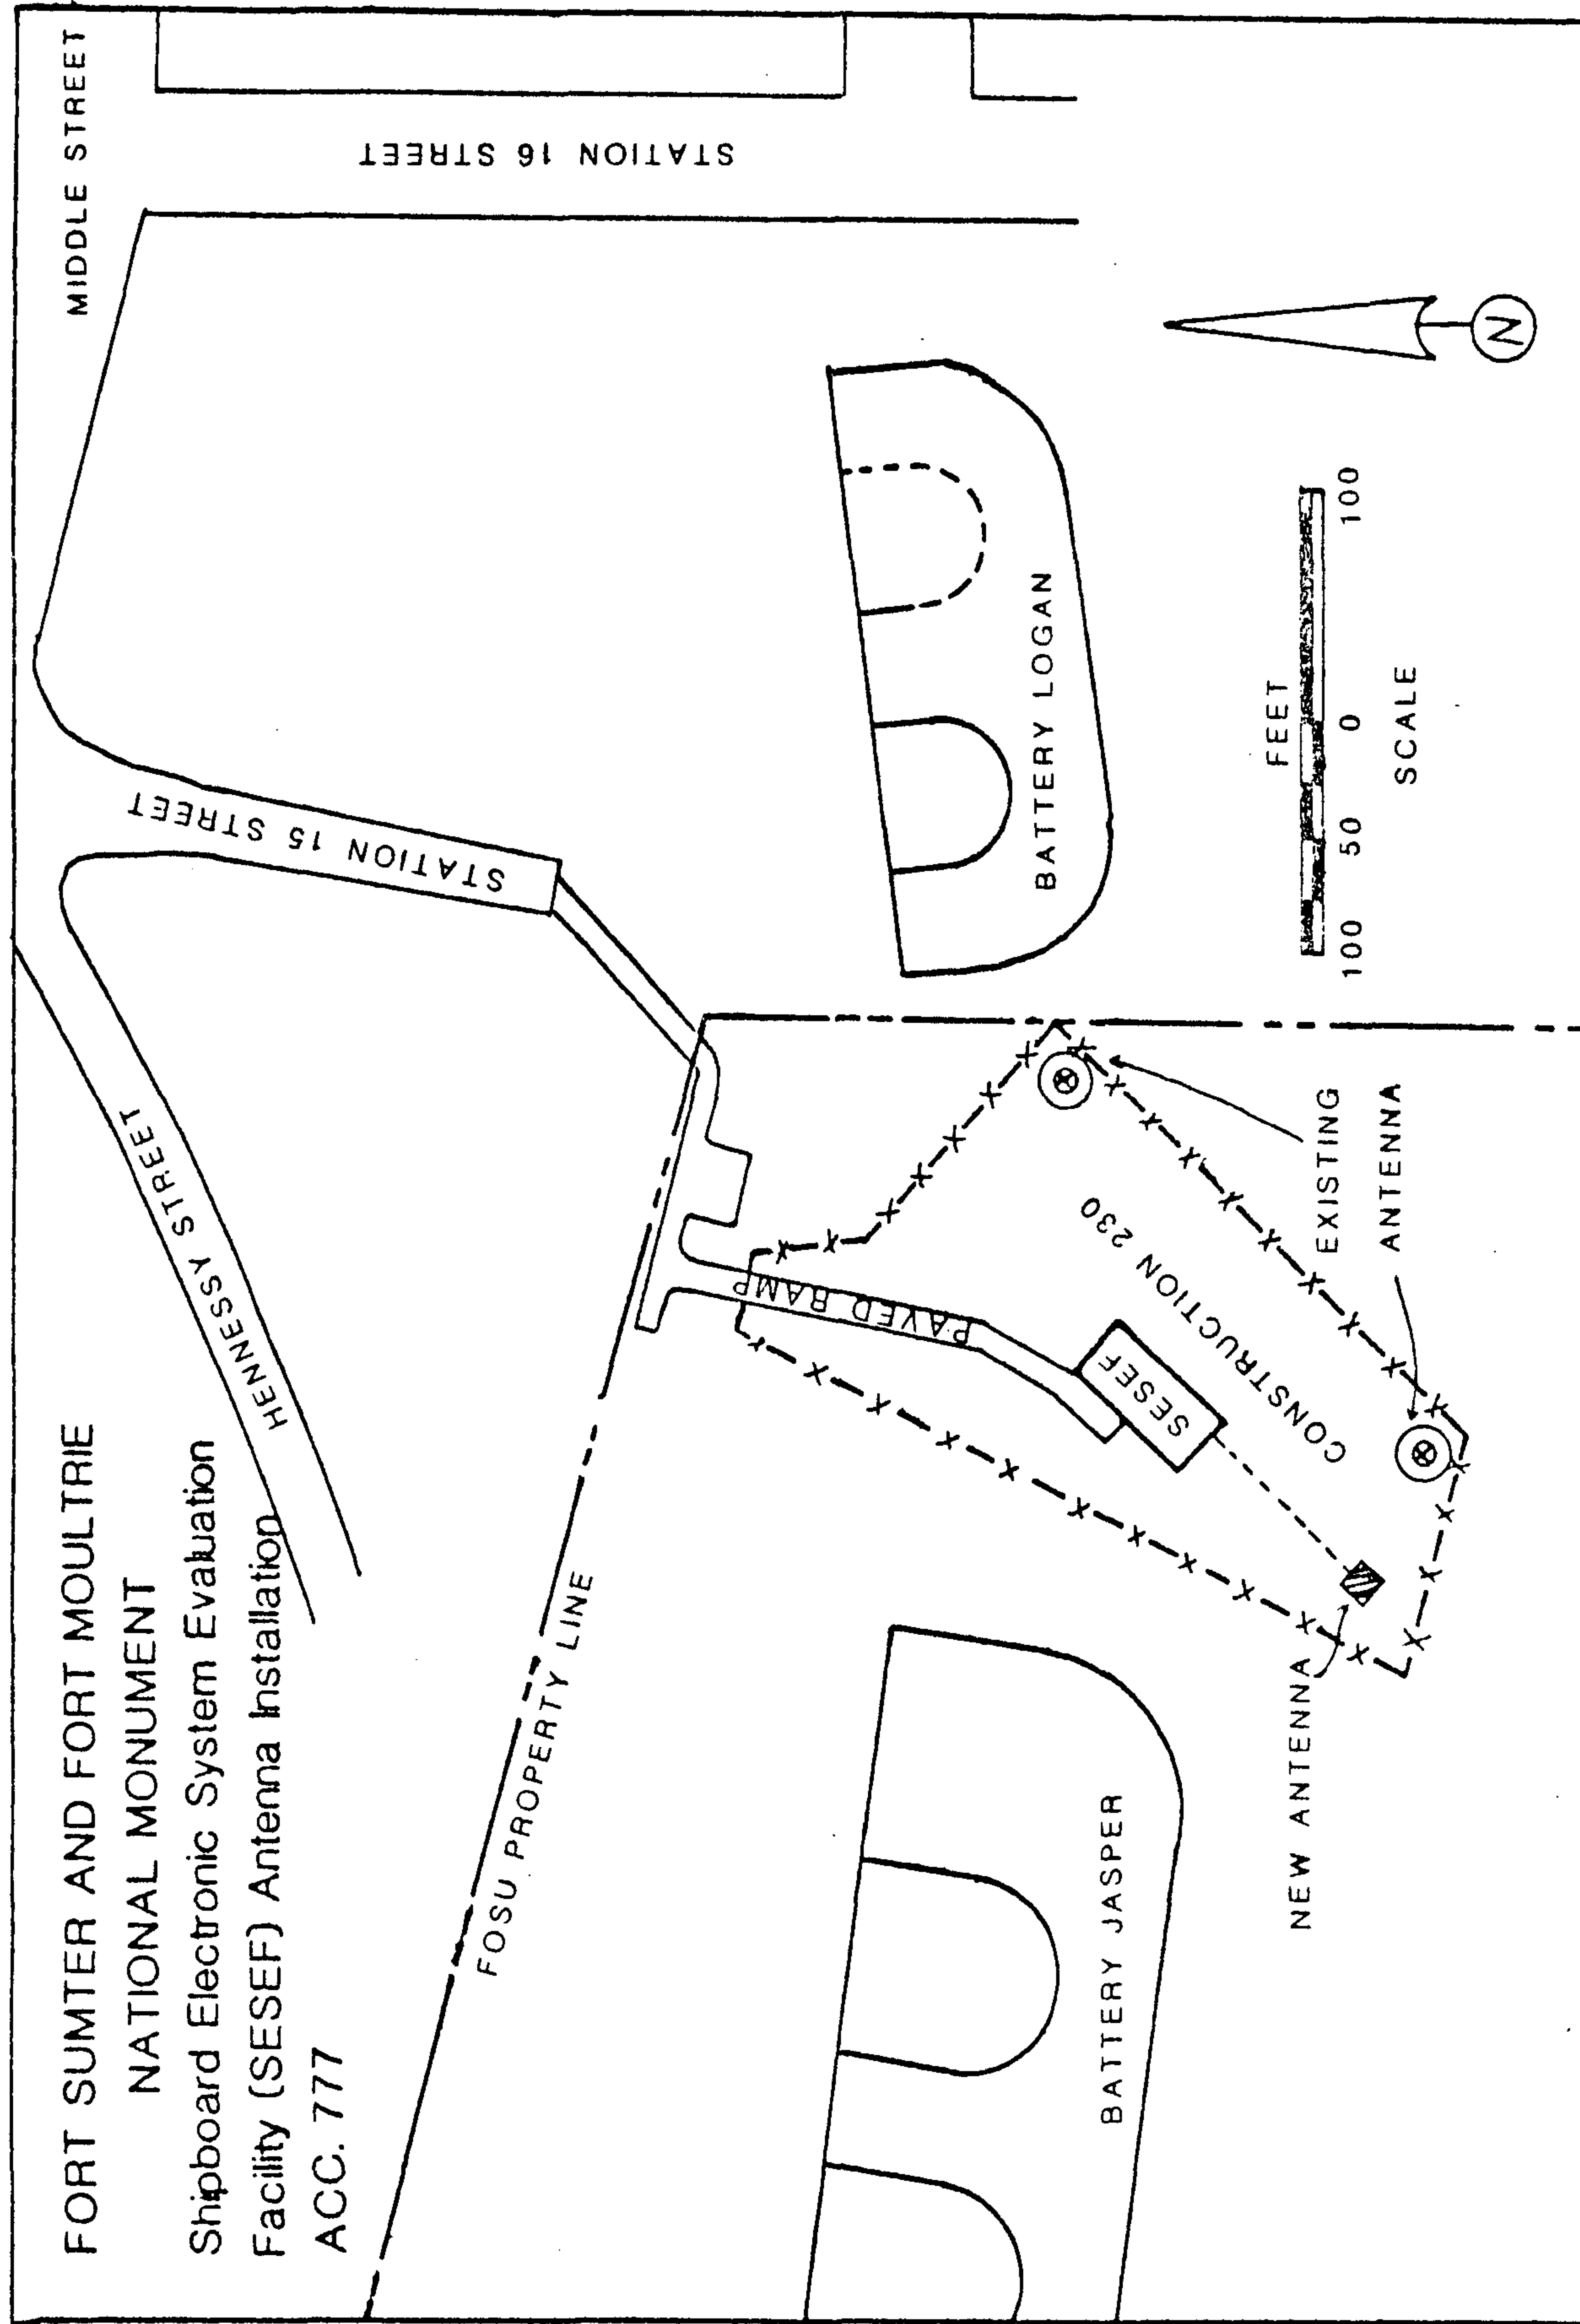 FORT SUMTER AND FORT MOULTRIE
NATIONAL MONUMENT
Shipboard Electronic System Evaluation
Facility (SESEF) Antenna Installation
ACC. 777
MIDDLE STREET
HENNESSY STREET
STATION 15 STREET
STATION 16 STREET
FOSU PROPERTY LINE
PAVED RAMP
SESEF
CONSTRUCTION 230
BATTERY JASPER
BATTERY LOGAN
NEW ANTENNA
EXISTING
ANTENNA
FEET
100 50 0 100
SCALE
N